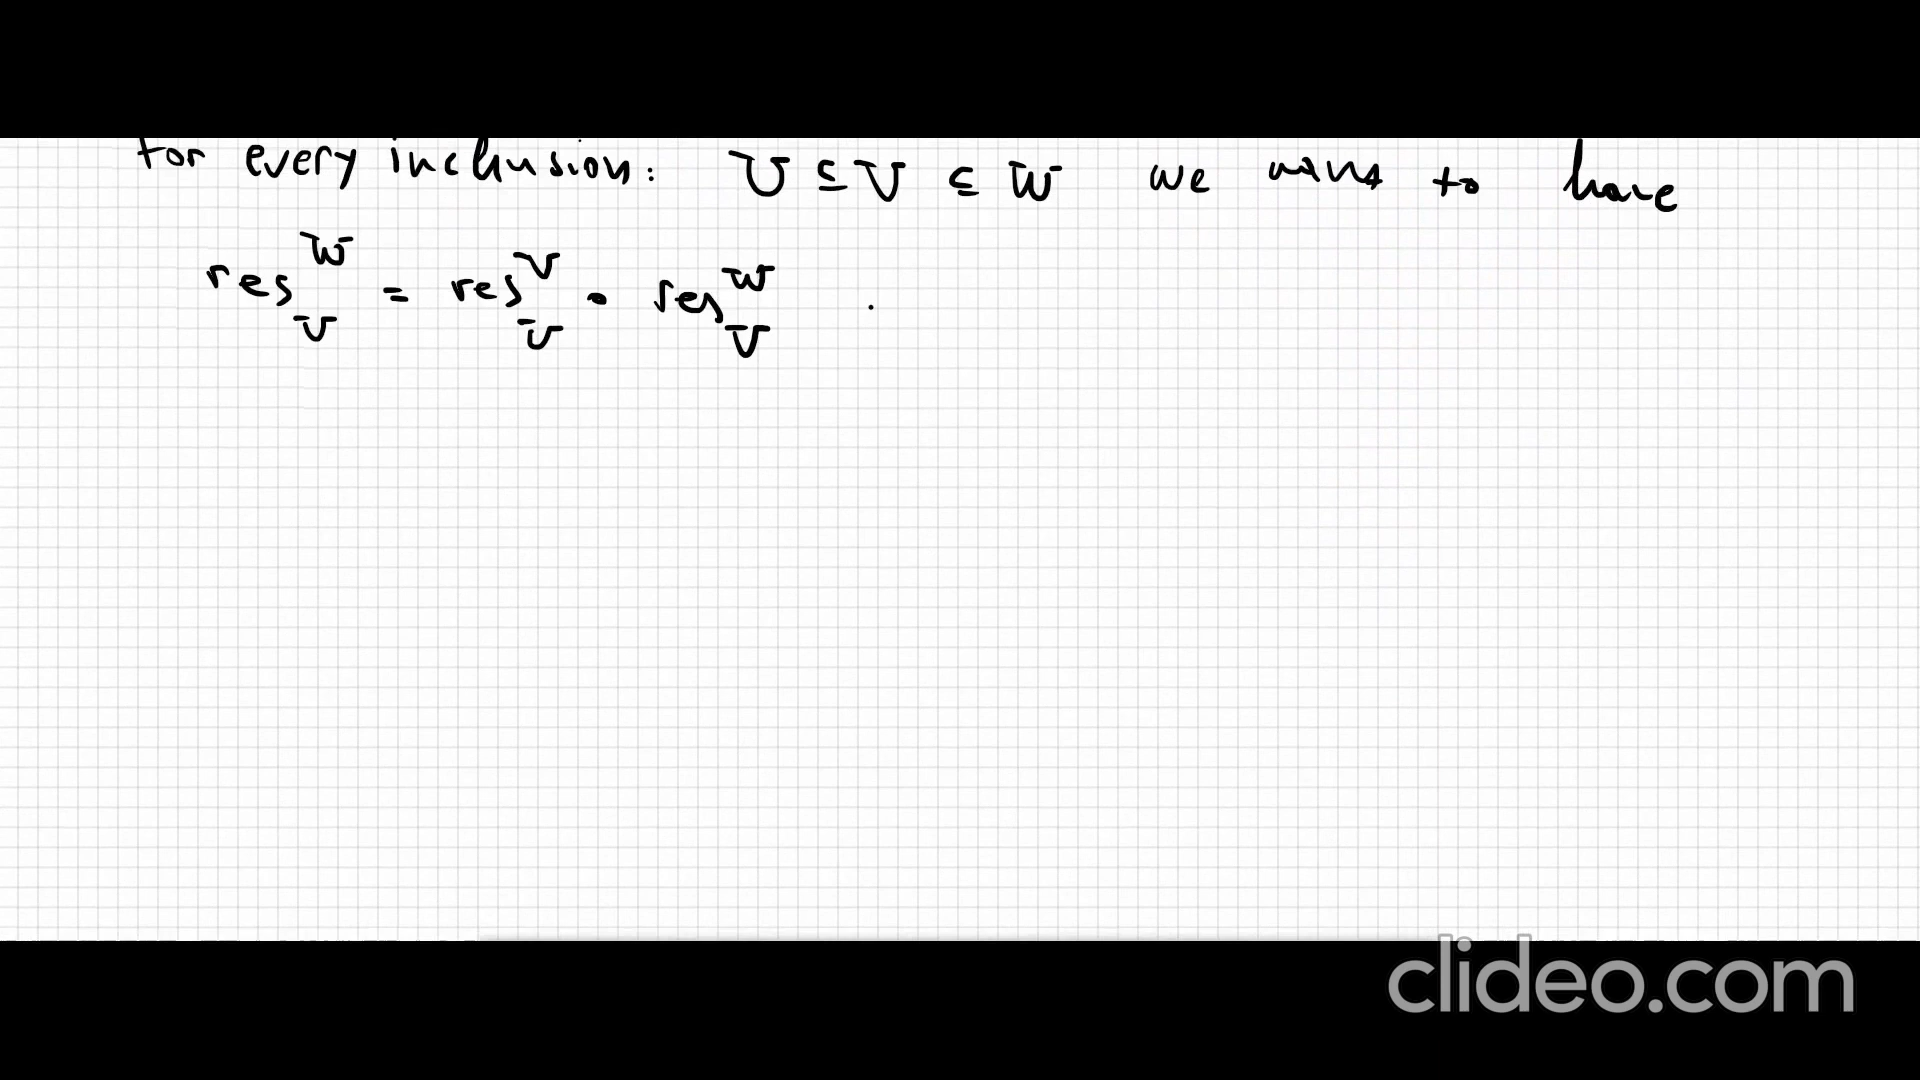 for every inclusion: U ⊆ V ⊆ W we want to have
res^W_U = res^V_U ∘ res^W_V .
clideo.com